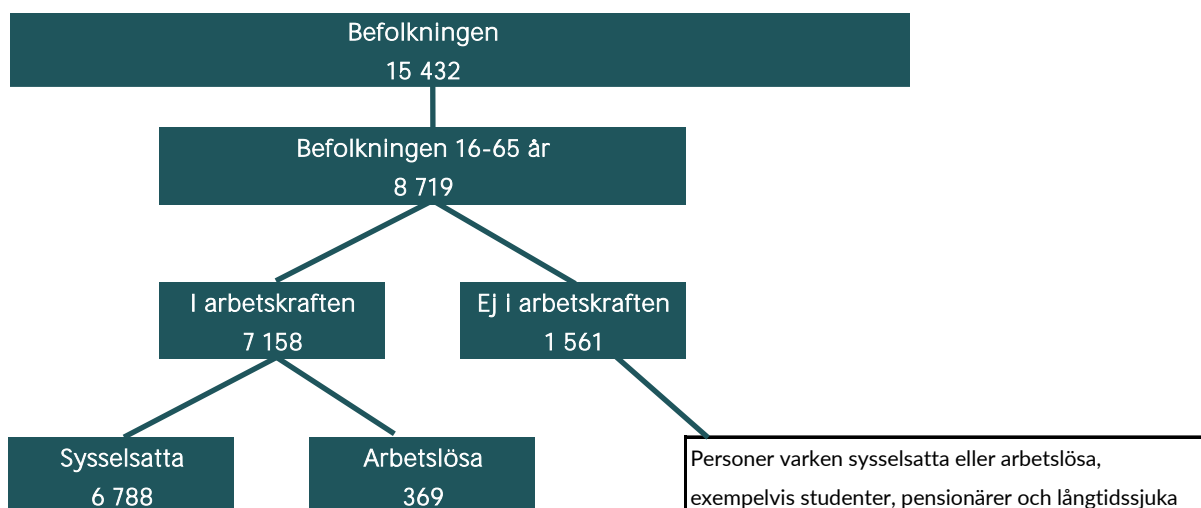 Befolkningen
15 432
Befolkningen 16-65 år
8 719
I arbetskraften
7 158
Ej i arbetskraften
1 561
Sysselsatta
6 788
Arbetslösa
369
Personer varken sysselsatta eller arbetslösa,
exempelvis studenter, pensionärer och långtidssjuka